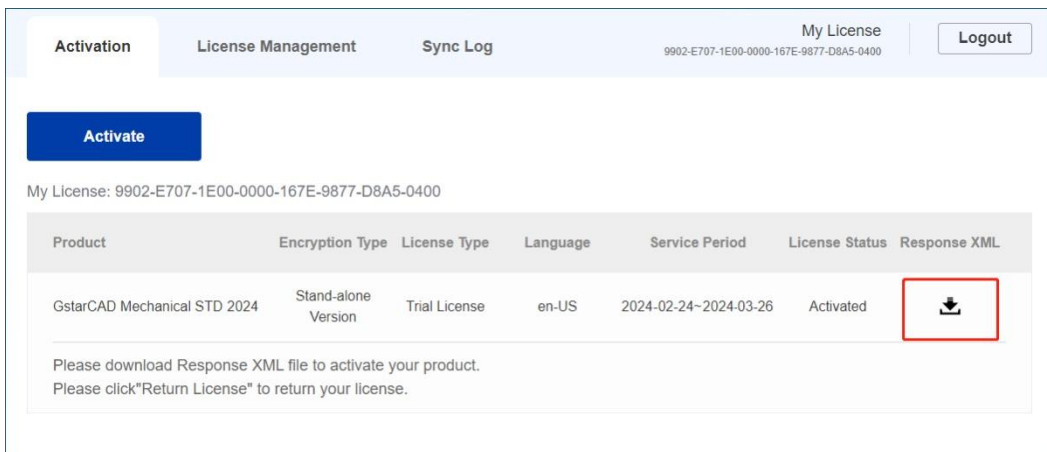 Activation License Management Sync Log My License Logout
9902-E707-1E00-0000-167E-9877-D8A5-0400
Activate
My License: 9902-E707-1E00-0000-167E-9877-D8A5-0400
Product Encryption Type License Type Language Service Period License Status Response XML
GstarCAD Mechanical STD 2024 Stand-alone Version Trial License en-US 2024-02-24~2024-03-26 Activated
Please download Response XML file to activate your product.
Please click"Return License" to return your license.